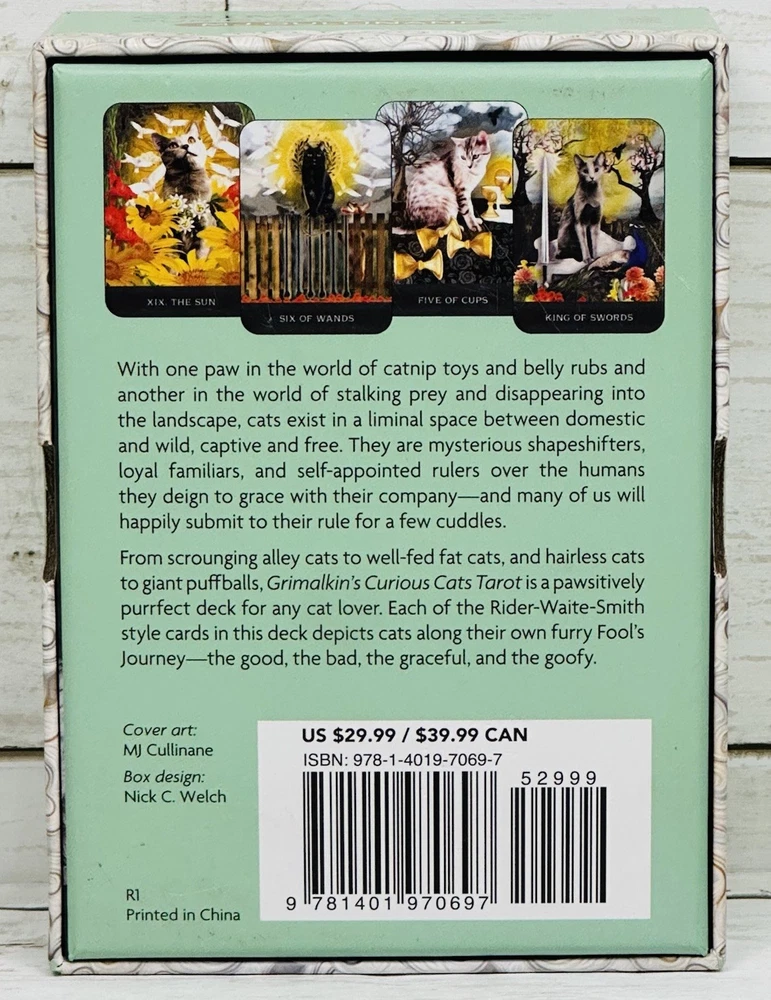 XIX. THE SUN
SIX OF WANDS
FIVE OF CUPS
KING OF SWORDS
With one paw in the world of catnip toys and belly rubs and
another in the world of stalking prey and disappearing into
the landscape, cats exist in a liminal space between domestic
and wild, captive and free. They are mysterious shapeshifters,
loyal familiars, and self-appointed rulers over the humans
they deign to grace with their company—and many of us will
happily submit to their rule for a few cuddles.
From scrounging alley cats to well-fed fat cats, and hairless cats
to giant puffballs, Grimalkin's Curious Cats Tarot is a pawsitively
purrfect deck for any cat lover. Each of the Rider-Waite-Smith
style cards in this deck depicts cats along their own furry Fool's
Journey—the good, the bad, the graceful, and the goofy.
Cover art:
MJ Cullinane
Box design:
Nick C. Welch
R1
Printed in China
US $29.99 / $39.99 CAN
ISBN: 978-1-4019-7069-7
52999
9 781401 970697